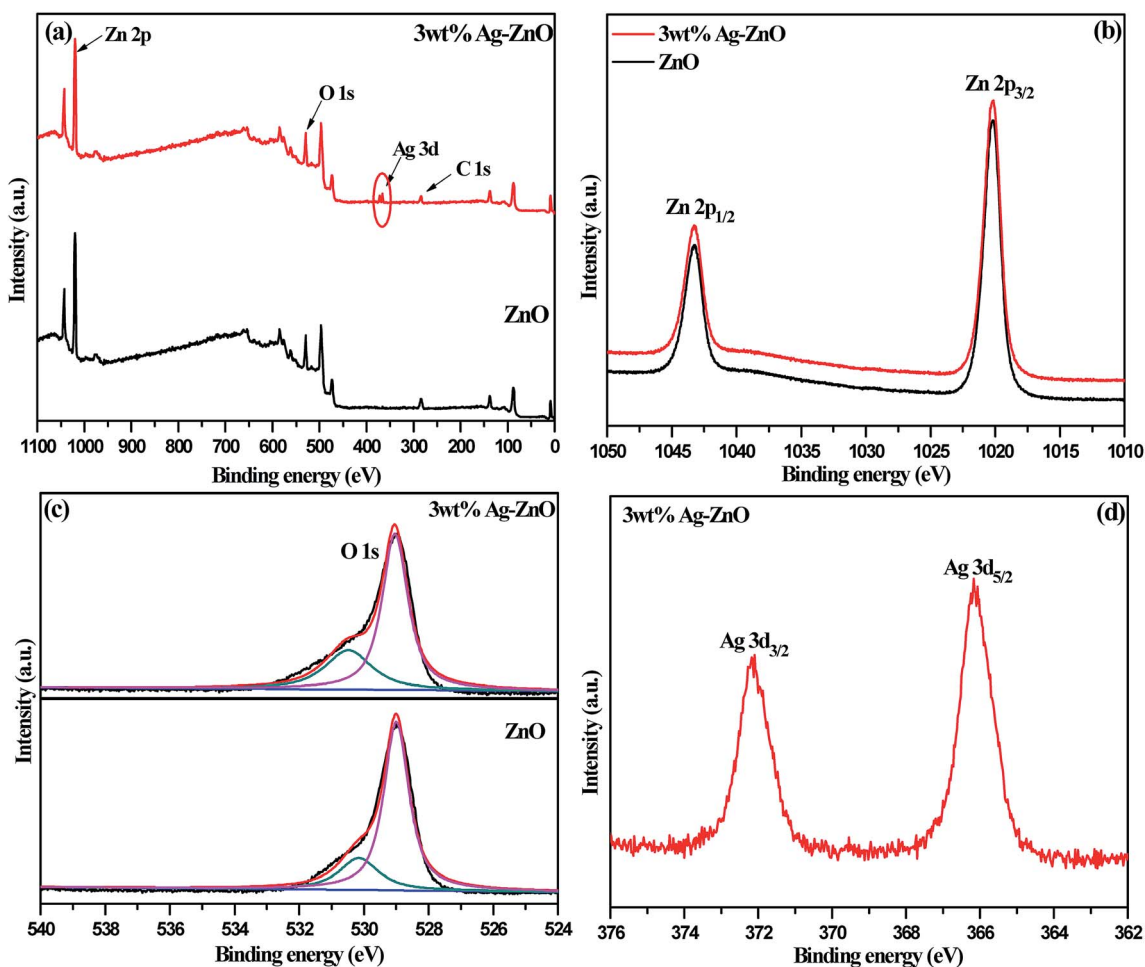 (a)
3wt% Ag-ZnO
Zn 2p
O 1s
Ag 3d
C 1s
ZnO
Intensity (a.u.)
1100 1000 900 800 700 600 500 400 300 200 100 0
Binding energy (eV)
3wt% Ag-ZnO
ZnO
(b)
Zn 2p3/2
Zn 2p1/2
Intensity (a.u.)
1050 1045 1040 1035 1030 1025 1020 1015 1010
Binding energy (eV)
(c)
3wt% Ag-ZnO
O 1s
ZnO
Intensity (a.u.)
540 538 536 534 532 530 528 526 524
Binding energy (eV)
3wt% Ag-ZnO
(d)
Ag 3d5/2
Ag 3d3/2
Intensity (a.u.)
376 374 372 370 368 366 364 362
Binding energy (eV)